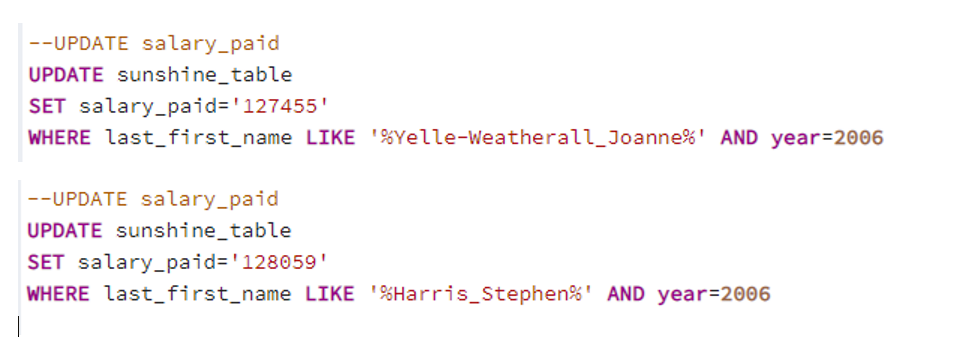 --UPDATE salary_paid
UPDATE sunshine_table
SET salary_paid='127455'
WHERE last_first_name LIKE '%Yelle-Weatherall_Joanne%' AND year=2006
--UPDATE salary_paid
UPDATE sunshine_table
SET salary_paid='128059'
WHERE last_first_name LIKE '%Harris_Stephen%' AND year=2006